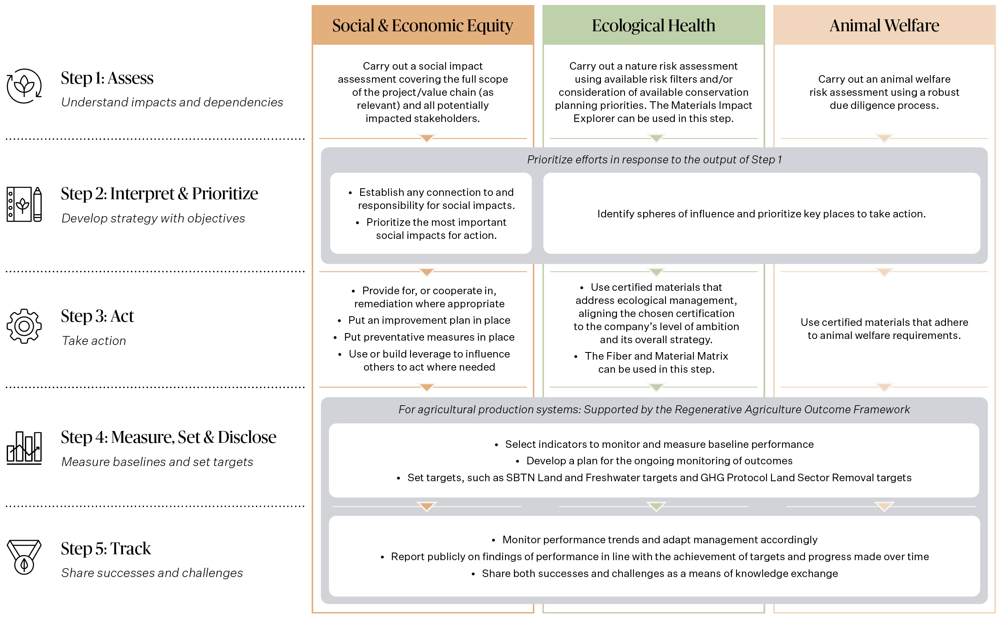 Social & Economic Equity
Ecological Health
Animal Welfare
Step 1: Assess
Understand impacts and dependencies
Carry out a social impact
assessment covering the full scope
of the project/value chain (as
relevant) and all potentially
impacted stakeholders.
Carry out a nature risk assessment
using available risk filters and/or
consideration of available conservation
planning priorities. The Materials Impact
Explorer can be used in this step.
Carry out an animal welfare
risk assessment using a robust
due diligence process.
Step 2: Interpret & Prioritize
Develop strategy with objectives
Prioritize efforts in response to the output of Step 1
• Establish any connection to and
responsibility for social impacts.
• Prioritize the most important
social impacts for action.
Identify spheres of influence and prioritize key places to take action.
Step 3: Act
Take action
• Provide for, or cooperate in,
remediation where appropriate
• Put an improvement plan in place
• Put preventative measures in place
• Use or build leverage to influence
others to act where needed
• Use certified materials that
address ecological management,
aligning the chosen certification
to the company's level of ambition
and its overall strategy.
• The Fiber and Material Matrix
can be used in this step.
Use certified materials that adhere
to animal welfare requirements.
Step 4: Measure, Set & Disclose
Measure baselines and set targets
For agricultural production systems: Supported by the Regenerative Agriculture Outcome Framework
• Select indicators to monitor and measure baseline performance
• Develop a plan for the ongoing monitoring of outcomes
• Set targets, such as SBTN Land and Freshwater targets and GHG Protocol Land Sector Removal targets
Step 5: Track
Share successes and challenges
• Monitor performance trends and adapt management accordingly
• Report publicly on findings of performance in line with the achievement of targets and progress made over time
• Share both successes and challenges as a means of knowledge exchange